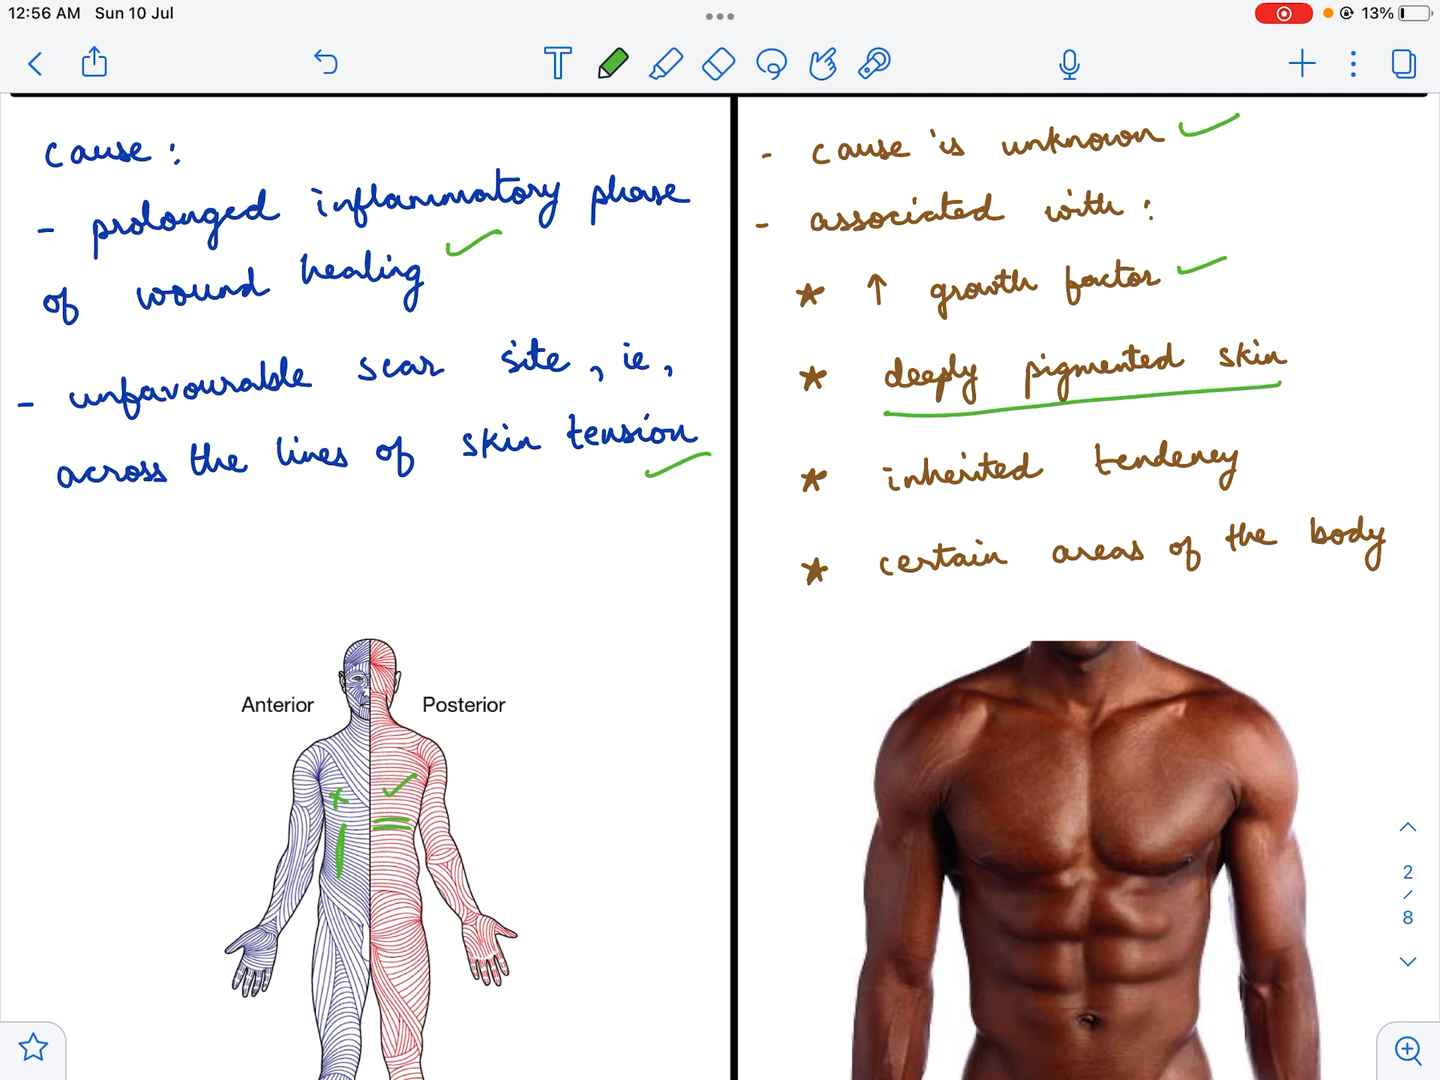 12:56 AM Sun 10 Jul
13%
T
cause :
- prolonged inflammatory phase
of wound healing
- unfavourable scar site, ie,
across the lines of skin tension
Anterior
Posterior
- cause is unknown
- associated with :
* ↑ growth factor
* deeply pigmented skin
* inherited tendency
* certain areas of the body
2
/
8